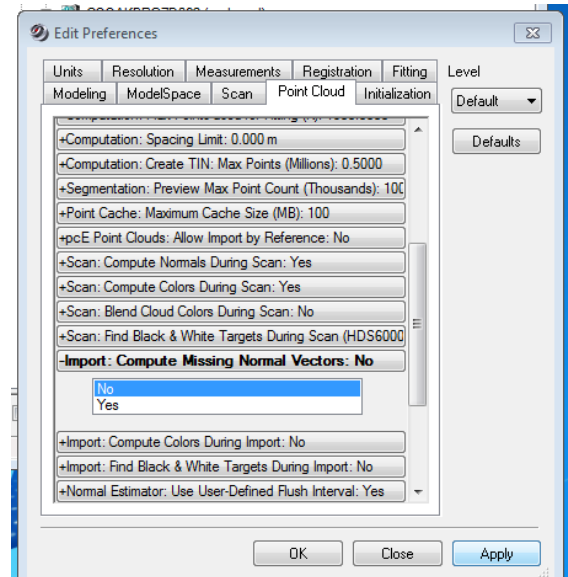 Edit Preferences
Units Resolution Measurements Registration Fitting Level
Modeling ModelSpace Scan Point Cloud Initialization
Default
Defaults
+Computation: Spacing Limit: 0.000 m
+Computation: Create TIN: Max Points (Millions): 0.5000
+Segmentation: Preview Max Point Count (Thousands): 100
+Point Cache: Maximum Cache Size (MB): 100
+pcE Point Clouds: Allow Import by Reference: No
+Scan: Compute Normals During Scan: Yes
+Scan: Compute Colors During Scan: Yes
+Scan: Blend Cloud Colors During Scan: No
+Scan: Find Black & White Targets During Scan (HDS6000
-Import: Compute Missing Normal Vectors: No
No
Yes
+Import: Compute Colors During Import: No
+Import: Find Black & White Targets During Import: No
+Normal Estimator: Use User-Defined Flush Interval: Yes
OK Close Apply